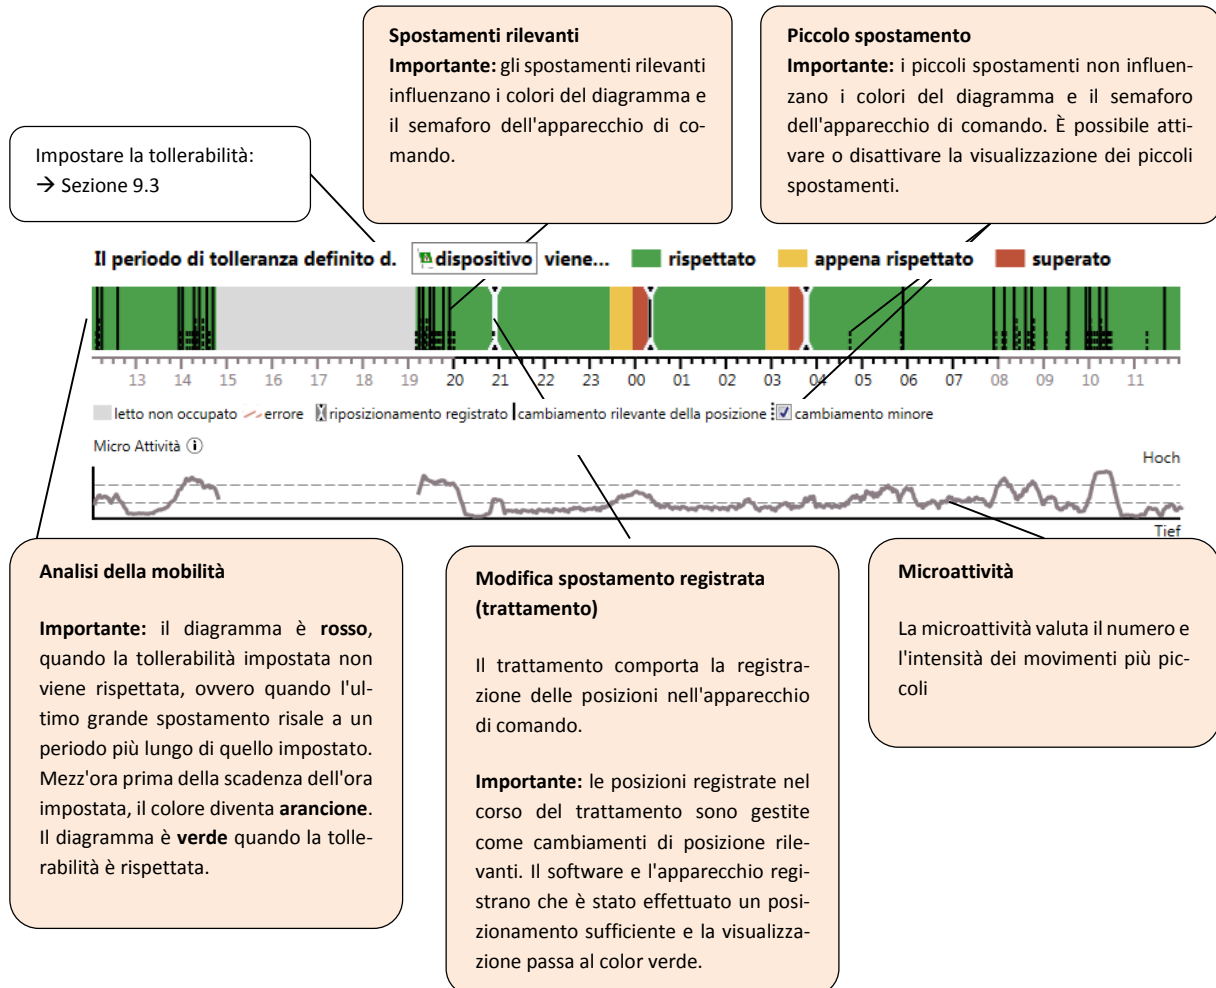 Spostamenti rilevanti
Importante: gli spostamenti rilevanti
influenzano i colori del diagramma e
il semaforo dell'apparecchio di co-
mando.
Piccolo spostamento
Importante: i piccoli spostamenti non influen-
zano i colori del diagramma e il semaforo
dell'apparecchio di comando. È possibile atti-
vare o disattivare la visualizzazione dei piccoli
spostamenti.
Impostare la tollerabilità:
→ Sezione 9.3
Il periodo di tolleranza definito d. dispositivo viene... rispettato appena rispettato superato
13 14 15 16 17 18 19 20 21 22 23 00 01 02 03 04 05 06 07 08 09 10 11
letto non occupato errore riposizionamento registrato cambiamento rilevante della posizione cambiamento minore
Micro Attività i
Hoch
Tief
Analisi della mobilità
Importante: il diagramma è rosso,
quando la tollerabilità impostata non
viene rispettata, ovvero quando l'ul-
timo grande spostamento risale a un
periodo più lungo di quello impostato.
Mezz'ora prima della scadenza dell'ora
impostata, il colore diventa arancione.
Il diagramma è verde quando la tolle-
rabilità è rispettata.
Modifica spostamento registrata
(trattamento)
Il trattamento comporta la registra-
zione delle posizioni nell'apparecchio
di comando.
Importante: le posizioni registrate nel
corso del trattamento sono gestite
come cambiamenti di posizione rile-
vanti. Il software e l'apparecchio regi-
strano che è stato effettuato un posi-
zionamento sufficiente e la visualizza-
zione passa al color verde.
Microattività
La microattività valuta il numero e
l'intensità dei movimenti più pic-
coli